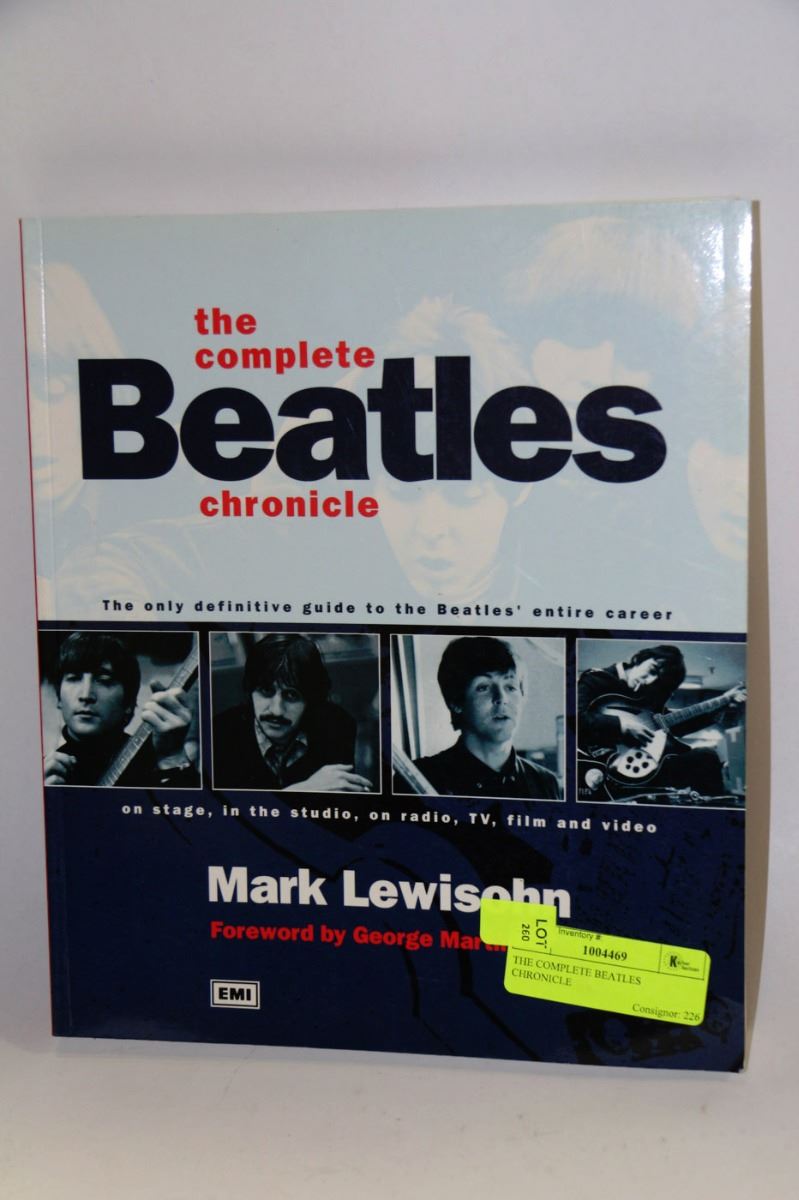 the
complete
Beatles
chronicle
The only definitive guide to the Beatles' entire career
on stage, in the studio, on radio, TV, film and video
Mark Lewisohn
Foreword by George Martin
EMI
LOT
260
Inventory #:
1004469
THE COMPLETE BEATLES
CHRONICLE
Consignor: 226